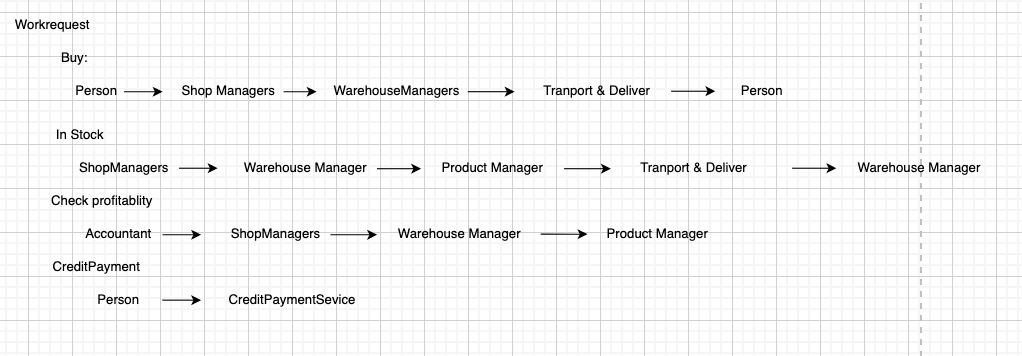 Workrequest
Buy:
Person Shop Managers WarehouseManagers Tranport & Deliver Person
In Stock
ShopManagers Warehouse Manager Product Manager Tranport & Deliver Warehouse Manager
Check profitablity
Accountant ShopManagers Warehouse Manager Product Manager
CreditPayment
Person CreditPaymentSevice